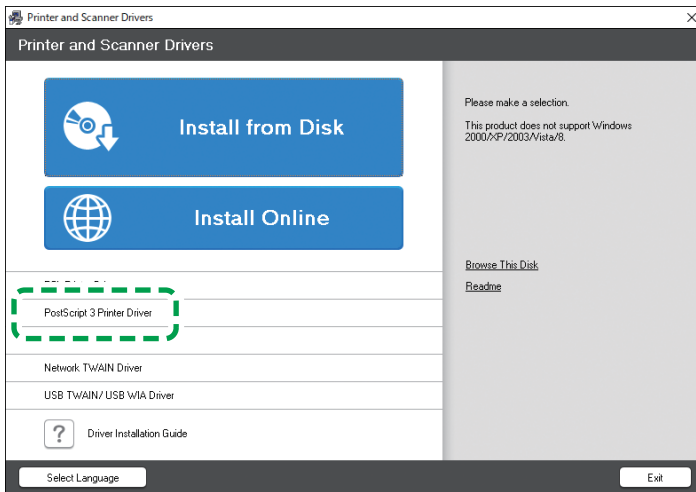 Printer and Scanner Drivers
Printer and Scanner Drivers
Install from Disk
Install Online
PostScript 3 Printer Driver
Network TWAIN Driver
USB TWAIN/ USB WIA Driver
? Driver Installation Guide
Please make a selection.
This product does not support Windows
2000/XP/2003/Vista/8.
Browse This Disk
Readme
Select Language
Exit